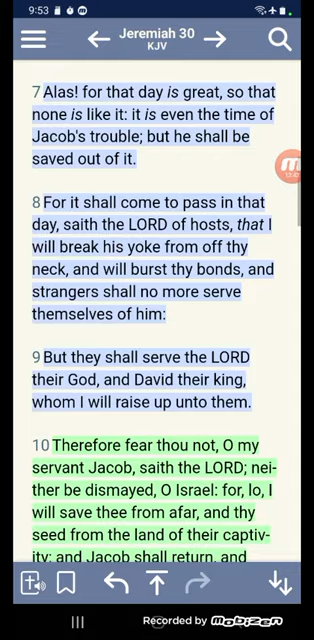 9:53
Jeremiah 30
KJV
7 Alas! for that day is great, so that
none is like it: it is even the time of
Jacob's trouble; but he shall be
saved out of it.
8 For it shall come to pass in that
day, saith the LORD of hosts, that I
will break his yoke from off thy
neck, and will burst thy bonds, and
strangers shall no more serve
themselves of him:
9 But they shall serve the LORD
their God, and David their king,
whom I will raise up unto them.
10 Therefore fear thou not, O my
servant Jacob, saith the LORD; nei-
ther be dismayed, O Israel: for, lo, I
will save thee from afar, and thy
seed from the land of their captiv-
ity; and Jacob shall return, and
Recorded by mobizen